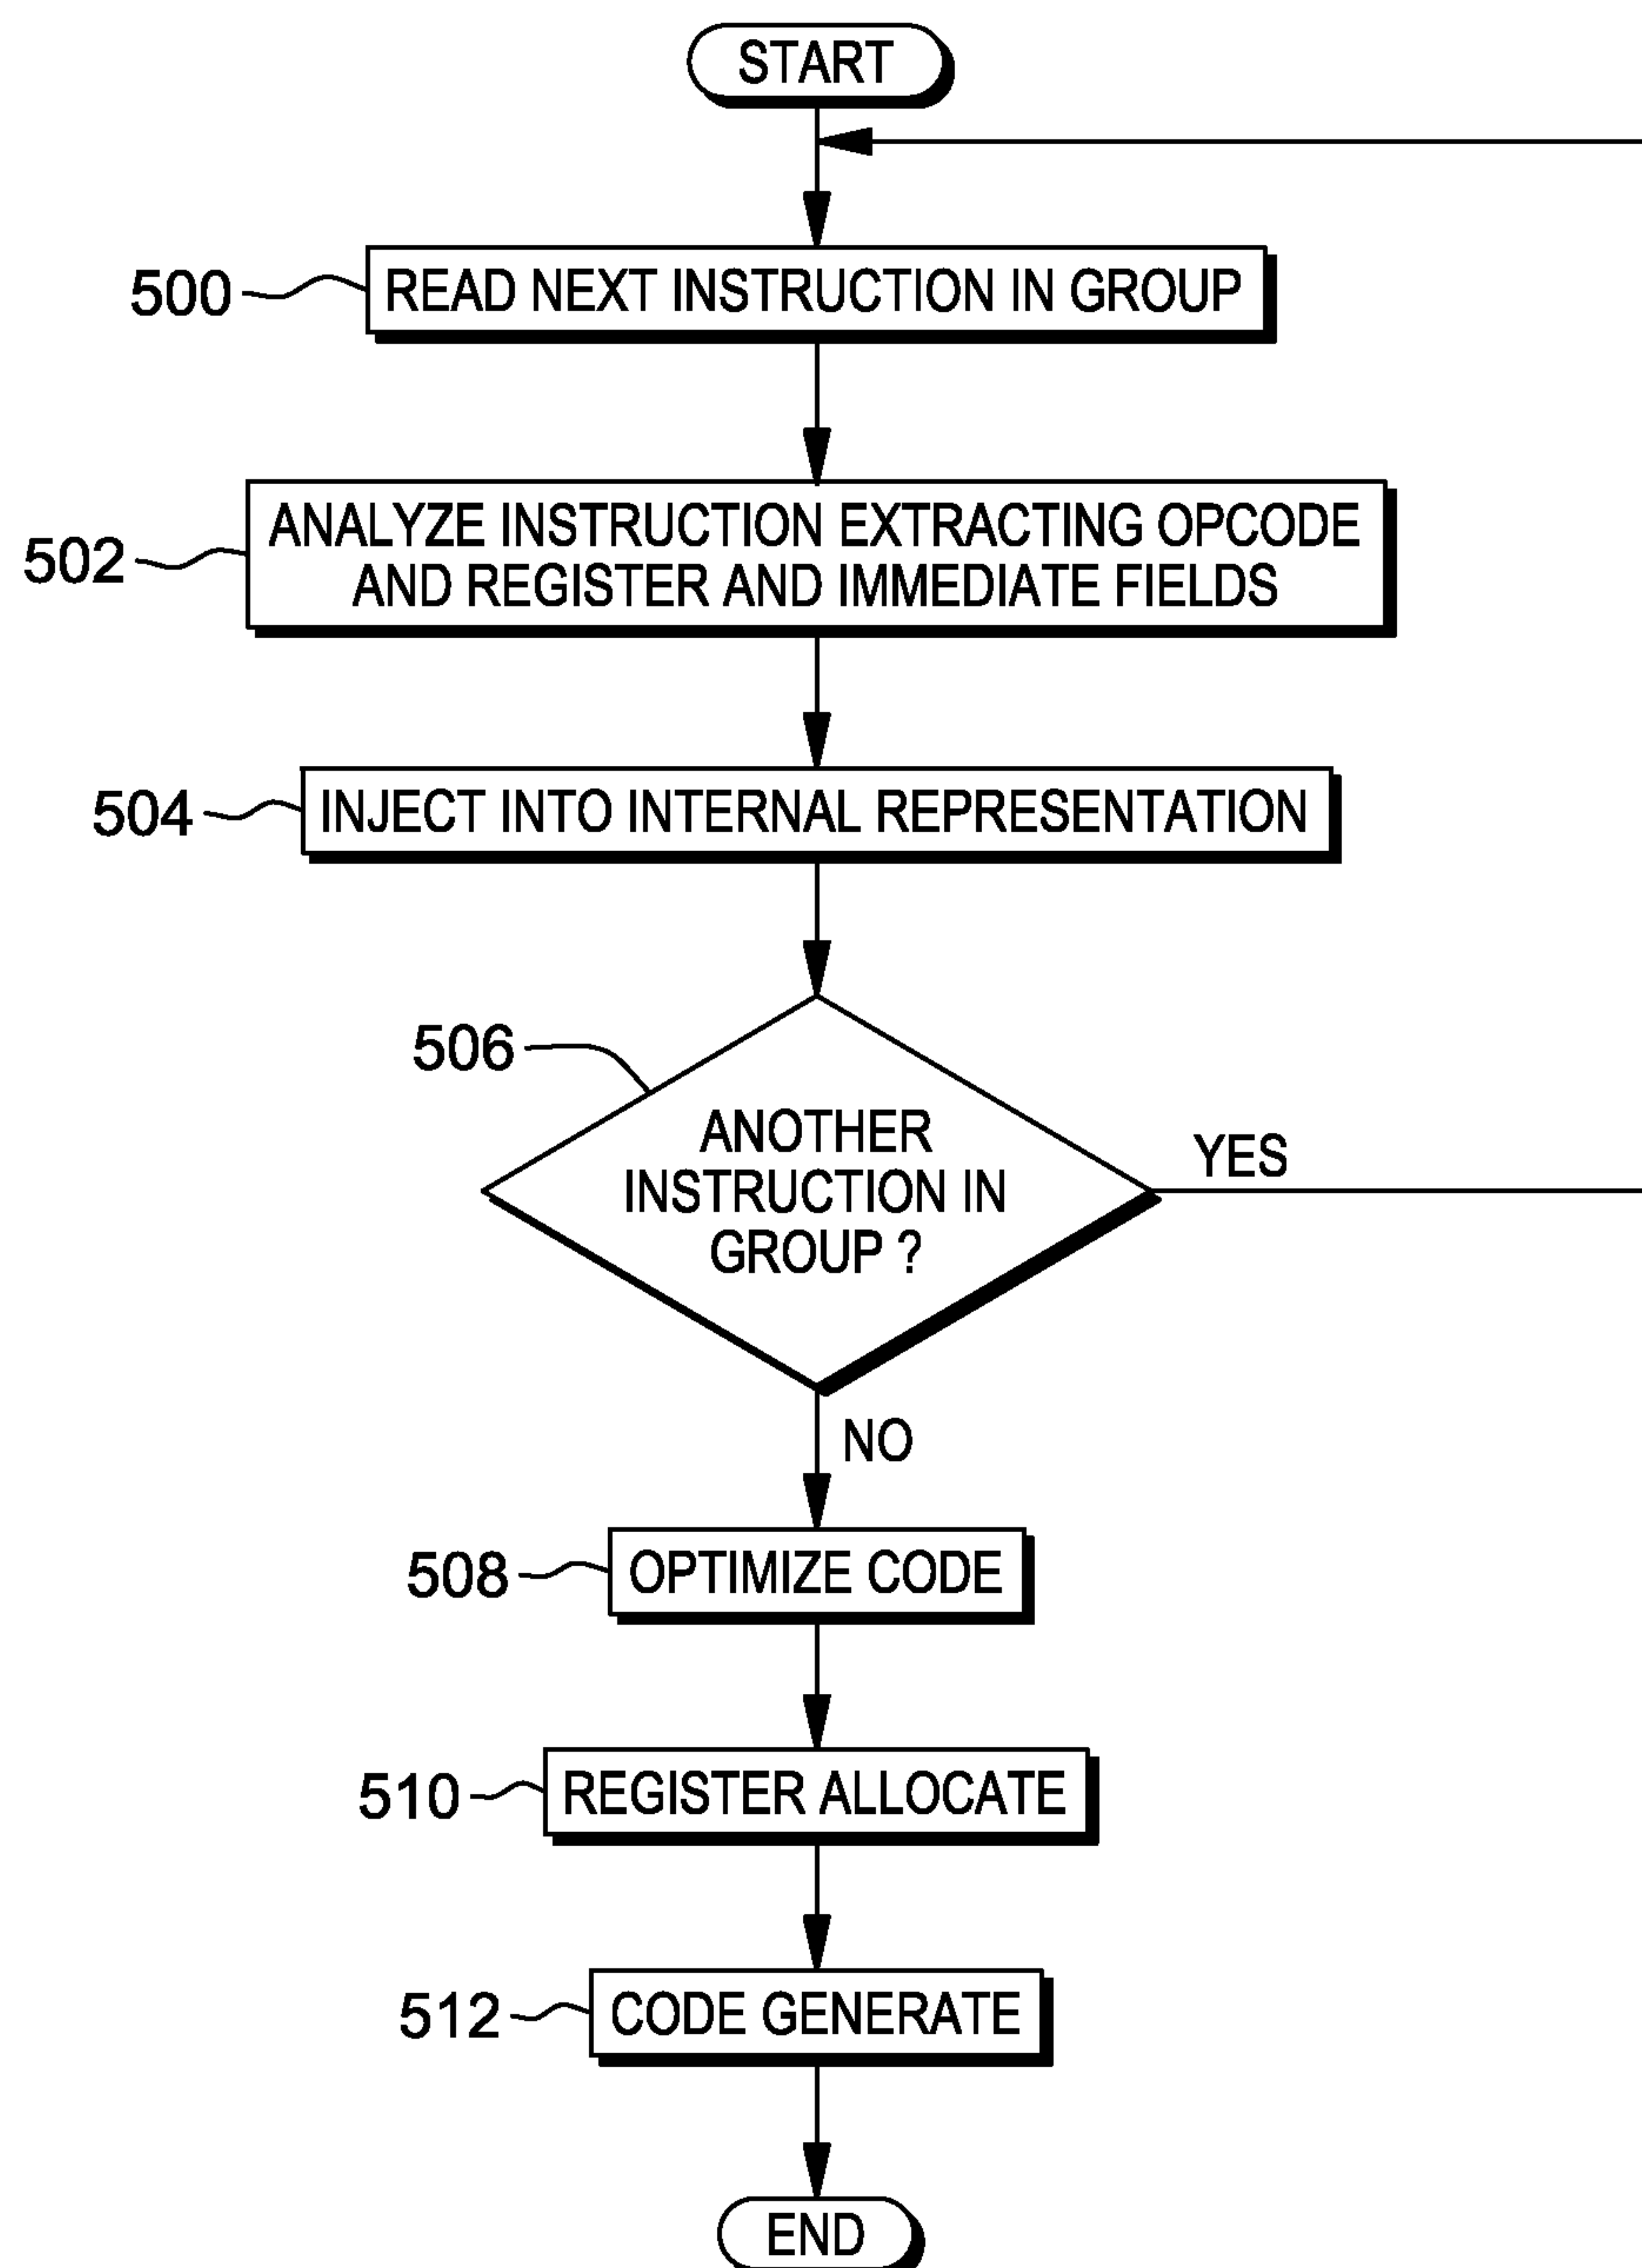 START
500
READ NEXT INSTRUCTION IN GROUP
502
ANALYZE INSTRUCTION EXTRACTING OPCODE
AND REGISTER AND IMMEDIATE FIELDS
504
INJECT INTO INTERNAL REPRESENTATION
506
ANOTHER
INSTRUCTION IN
GROUP ?
YES
NO
508
OPTIMIZE CODE
510
REGISTER ALLOCATE
512
CODE GENERATE
END